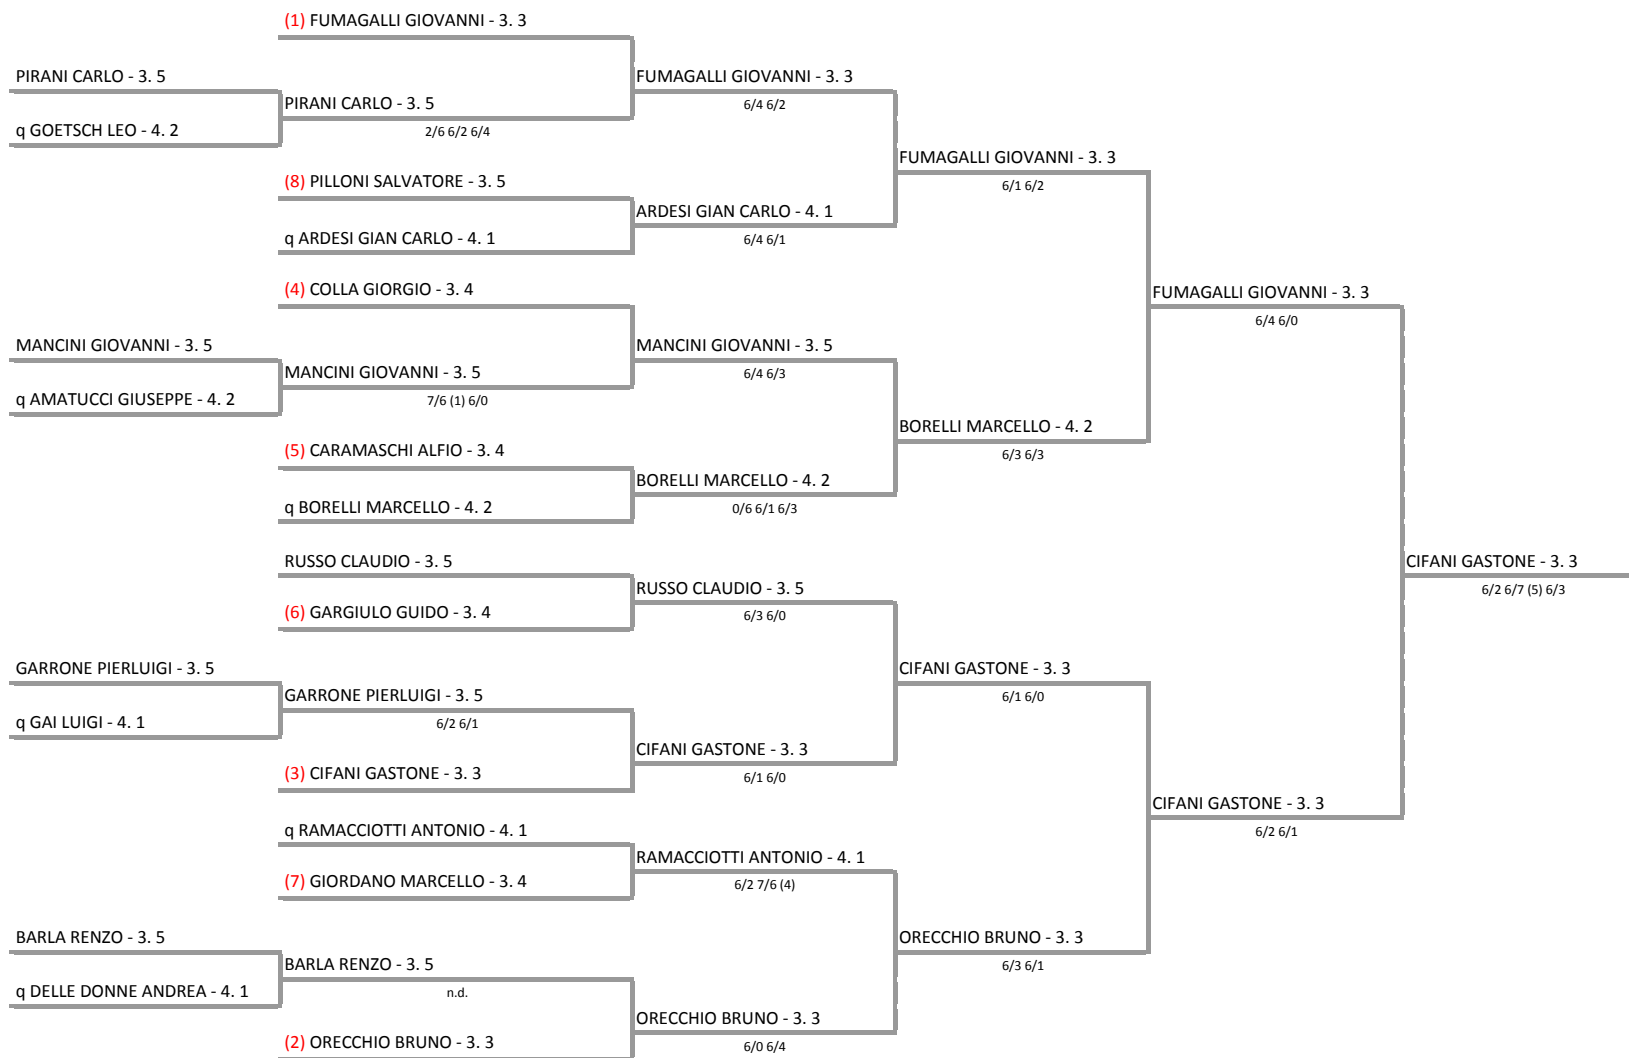 (1) FUMAGALLI GIOVANNI - 3. 3
PIRANI CARLO - 3. 5
FUMAGALLI GIOVANNI - 3. 3
PIRANI CARLO - 3. 5
6/4 6/2
q GOETSCH LEO - 4. 2
2/6 6/2 6/4
FUMAGALLI GIOVANNI - 3. 3
(8) PILLONI SALVATORE - 3. 5
6/1 6/2
ARDESI GIAN CARLO - 4. 1
q ARDESI GIAN CARLO - 4. 1
6/4 6/1
(4) COLLA GIORGIO - 3. 4
FUMAGALLI GIOVANNI - 3. 3
6/4 6/0
MANCINI GIOVANNI - 3. 5
MANCINI GIOVANNI - 3. 5
MANCINI GIOVANNI - 3. 5
6/4 6/3
q AMATUCCI GIUSEPPE - 4. 2
7/6 (1) 6/0
BORELLI MARCELLO - 4. 2
(5) CARAMASCHI ALFIO - 3. 4
6/3 6/3
BORELLI MARCELLO - 4. 2
q BORELLI MARCELLO - 4. 2
0/6 6/1 6/3
RUSSO CLAUDIO - 3. 5
CIFANI GASTONE - 3. 3
RUSSO CLAUDIO - 3. 5
6/2 6/7 (5) 6/3
(6) GARGIULO GUIDO - 3. 4
6/3 6/0
GARRONE PIERLUIGI - 3. 5
CIFANI GASTONE - 3. 3
GARRONE PIERLUIGI - 3. 5
6/1 6/0
q GAI LUIGI - 4. 1
6/2 6/1
CIFANI GASTONE - 3. 3
(3) CIFANI GASTONE - 3. 3
6/1 6/0
CIFANI GASTONE - 3. 3
q RAMACCIOTTI ANTONIO - 4. 1
6/2 6/1
RAMACCIOTTI ANTONIO - 4. 1
(7) GIORDANO MARCELLO - 3. 4
6/2 7/6 (4)
BARLA RENZO - 3. 5
ORECCHIO BRUNO - 3. 3
BARLA RENZO - 3. 5
6/3 6/1
q DELLE DONNE ANDREA - 4. 1
n.d.
ORECCHIO BRUNO - 3. 3
(2) ORECCHIO BRUNO - 3. 3
6/0 6/4